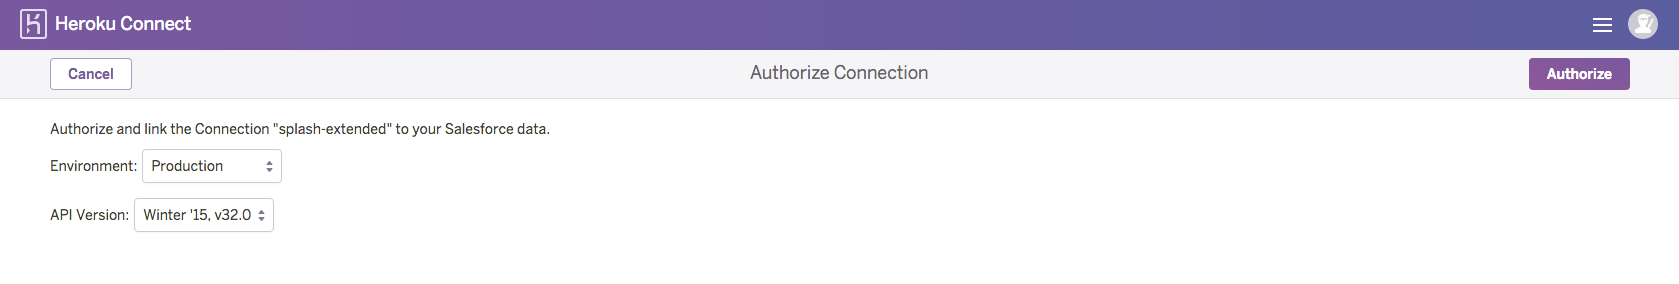 Heroku Connect
Cancel
Authorize Connection
Authorize
Authorize and link the Connection "splash-extended" to your Salesforce data.
Environment: Production
API Version: Winter '15, v32.0